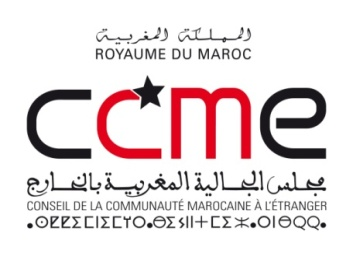 المملكة المغربية
ROYAUME DU MAROC
ccme
مجلس الجالية المغربية بالخارج
CONSEIL DE LA COMMUNAUTÉ MAROCAINE À L'ÉTRANGER